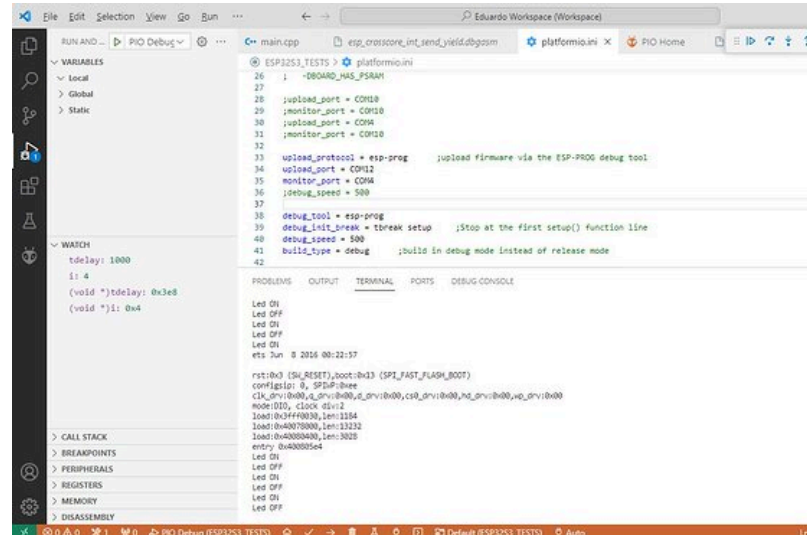 File Edit Selection View Go Run ... Eduardo Workspace (Workspace)
RUN AND ... PIO Debug ...
main.cpp esp_crosscore_int_send_yield.dbgasm platformio.ini PIO Home
ESP32S3_TESTS > platformio.ini
VARIABLES
Local
Global
Static
26 ; -DBOARD_HAS_PSRAM
27
28 ;upload_port = COM10
29 ;monitor_port = COM10
30 ;upload_port = COM4
31 ;monitor_port = COM10
32
33 upload_protocol = esp-prog ;upload firmware via the ESP-PROG debug tool
34 upload_port = COM12
35 monitor_port = COM4
36 ;debug_speed = 500
37
38 debug_tool = esp-prog
39 debug_init_break = tbreak setup ;Stop at the first setup() function line
40 debug_speed = 500
41 build_type = debug ;build in debug mode instead of release mode
42
WATCH
tdelay: 1000
i: 4
(void *)tdelay: 0x3e8
(void *)i: 0x4
PROBLEMS OUTPUT TERMINAL PORTS DEBUG CONSOLE
Led ON
Led OFF
Led ON
Led OFF
Led ON
ets Jun 8 2016 00:22:57
rst:0x3 (SW_RESET),boot:0x13 (SPI_FAST_FLASH_BOOT)
configsip: 0, SPIWP:0xee
clk_drv:0x00,q_drv:0x00,d_drv:0x00,cs0_drv:0x00,hd_drv:0x00,wp_drv:0x00
mode:DIO, clock div:2
load:0x3fff0030,len:1184
load:0x40078000,len:13232
load:0x40080400,len:3028
entry 0x400805e4
Led ON
Led OFF
Led ON
Led OFF
Led ON
Led OFF
CALL STACK
BREAKPOINTS
PERIPHERALS
REGISTERS
MEMORY
DISASSEMBLY
0 0 1 0 PIO Debug (ESP32S3_TESTS) Default (ESP32S3_TESTS) Auto